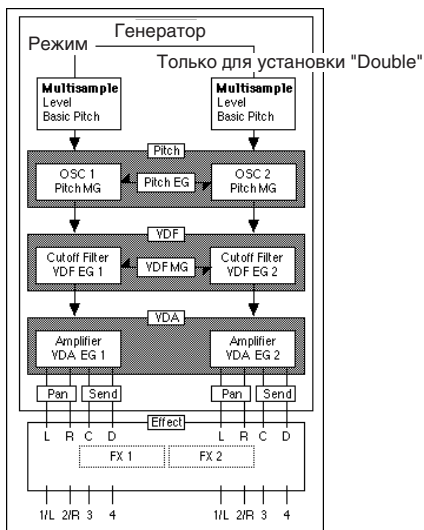 Генератор
Режим
Только для установки "Double"
Multisample
Level
Basic Pitch
Multisample
Level
Basic Pitch
Pitch
OSC 1
Pitch MG
Pitch EG
OSC 2
Pitch MG
VDF
Cutoff Filter
VDF EG 1
VDF MG
Cutoff Filter
VDF EG 2
VDA
Amplifier
VDA EG 1
Amplifier
VDA EG 2
Pan Send Pan Send
Effect
L R C D L R C D
FX 1 FX 2
1/L 2/R 3 4 1/L 2/R 3 4